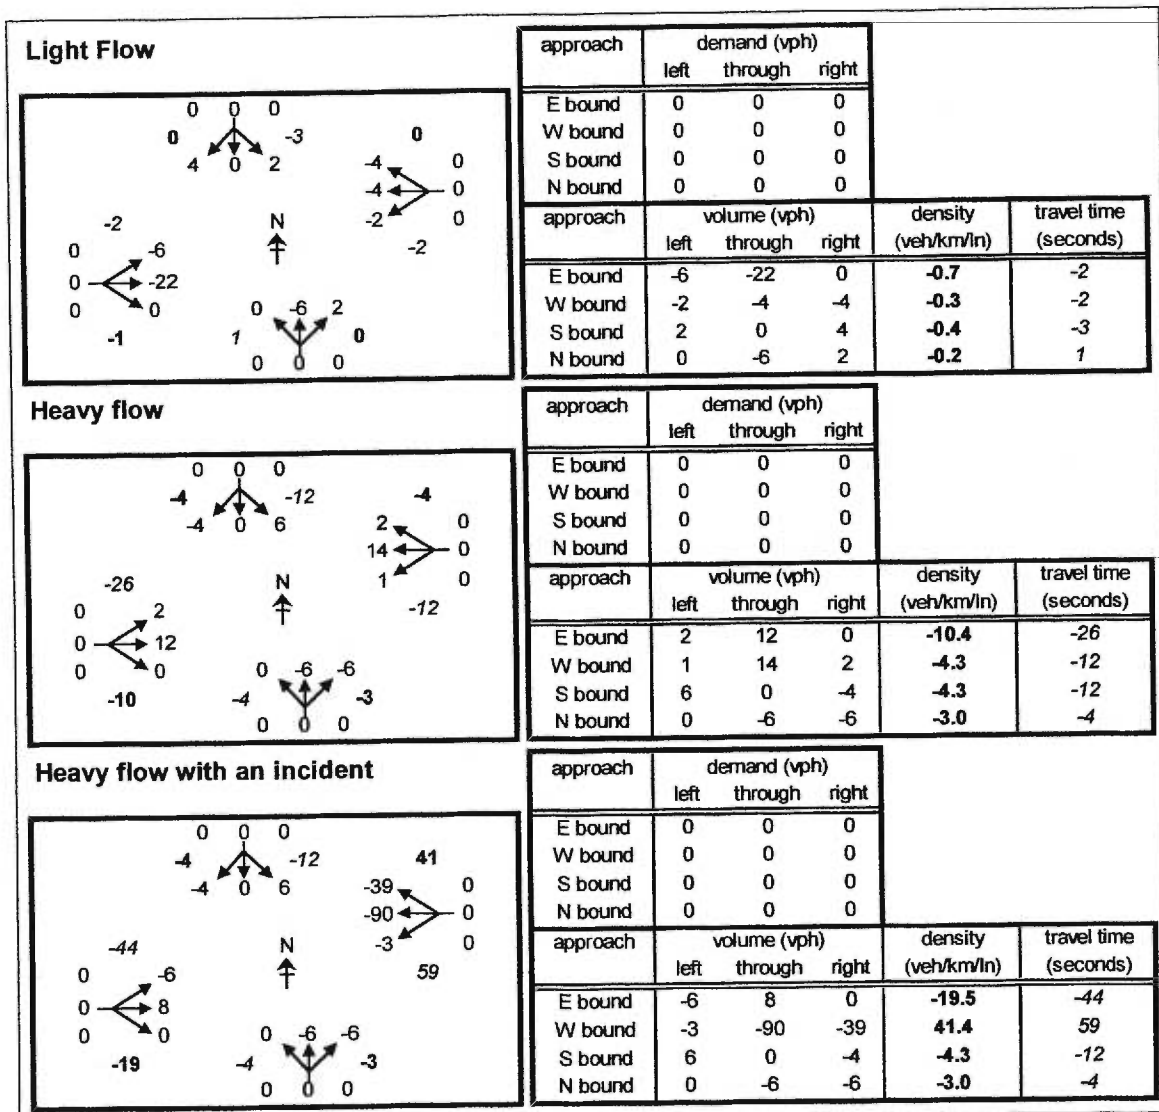 Light Flow
0 0 0
0 -3
4 0 2
0
-4 0
-4 0
-2 0
-2
N
-2
0 -6
0 -22
0 0
-1
0 -6 2
1 0
0 0 0
approach demand (vph)
left through right
E bound 0 0 0
W bound 0 0 0
S bound 0 0 0
N bound 0 0 0
approach volume (vph) density travel time
left through right (veh/km/ln) (seconds)
E bound -6 -22 0 -0.7 -2
W bound -2 -4 -4 -0.3 -2
S bound 2 0 4 -0.4 -3
N bound 0 -6 2 -0.2 1
Heavy flow
0 0 0
-4 -12
-4 0 6
-4
2 0
14 0
1 0
-12
N
-26
0 2
0 12
0 0
-10
0 -6 -6
-4 -3
0 0 0
approach demand (vph)
left through right
E bound 0 0 0
W bound 0 0 0
S bound 0 0 0
N bound 0 0 0
approach volume (vph) density travel time
left through right (veh/km/ln) (seconds)
E bound 2 12 0 -10.4 -26
W bound 1 14 2 -4.3 -12
S bound 6 0 -4 -4.3 -12
N bound 0 -6 -6 -3.0 -4
Heavy flow with an incident
0 0 0
-4 -12
-4 0 6
41
-39 0
-90 0
-3 0
59
N
-44
0 -6
0 8
0 0
-19
0 -6 -6
-4 -3
0 0 0
approach demand (vph)
left through right
E bound 0 0 0
W bound 0 0 0
S bound 0 0 0
N bound 0 0 0
approach volume (vph) density travel time
left through right (veh/km/ln) (seconds)
E bound -6 8 0 -19.5 -44
W bound -3 -90 -39 41.4 59
S bound 6 0 -4 -4.3 -12
N bound 0 -6 -6 -3.0 -4